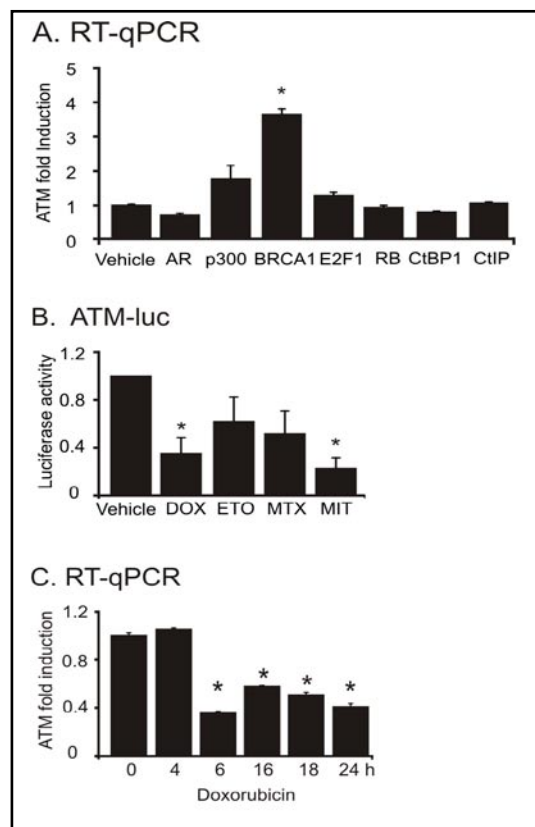 A. RT-qPCR
ATM fold Induction
5
4
3
2
1
0
*
Vehicle AR p300 BRCA1 E2F1 RB CtBP1 CtIP
B. ATM-luc
Luciferase activity
1.2
0.8
0.4
0
* *
Vehicle DOX ETO MTX MIT
C. RT-qPCR
ATM fold induction
1.2
0.8
0.4
0
* * * *
0 4 6 16 18 24 h
Doxorubicin